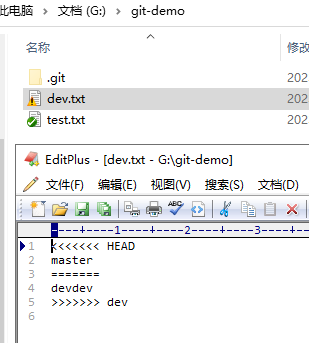 此电脑 > 文档 (G:) > git-demo
名称
修改
.git
202
dev.txt
202
test.txt
202
EditPlus - [dev.txt - G:\git-demo]
文件(F) 编辑(E) 视图(V) 搜索(S) 文档(D)
----+----1----+----2----+----3----+
1 <<<<<<< HEAD
2 master
3 =======
4 devdev
5 >>>>>>> dev
6